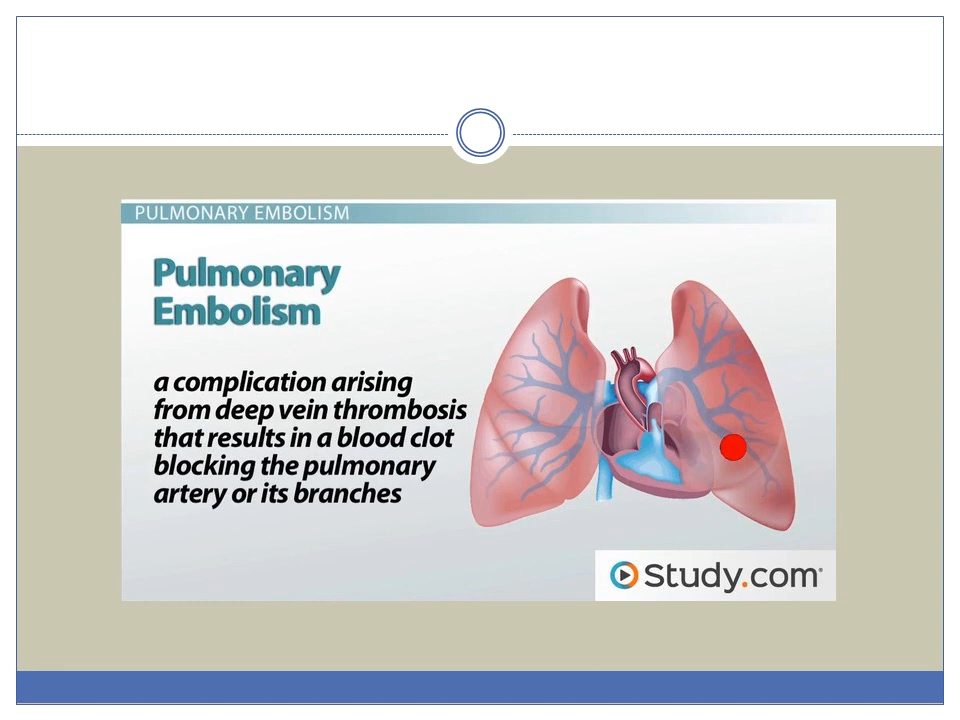 PULMONARY EMBOLISM
Pulmonary
Embolism
a complication arising
from deep vein thrombosis
that results in a blood clot
blocking the pulmonary
artery or its branches
Study.com